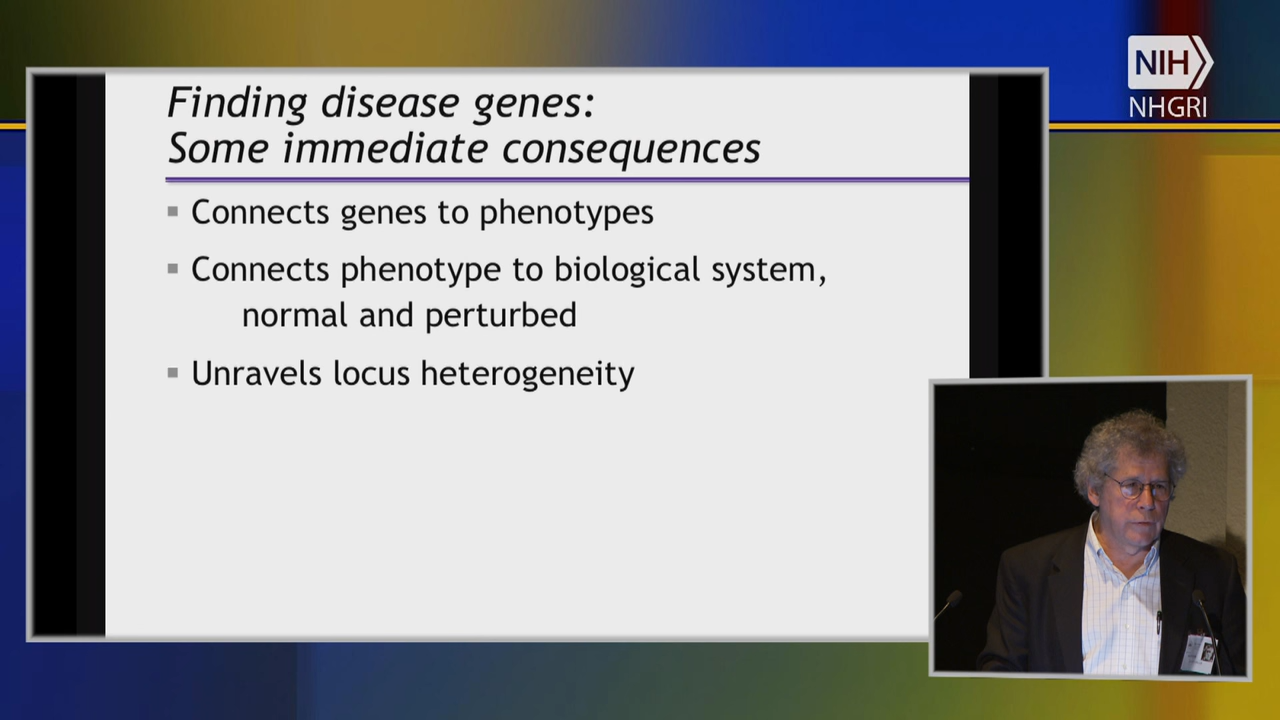 NIH
NHGRI
Finding disease genes:
Some immediate consequences
▪ Connects genes to phenotypes
▪ Connects phenotype to biological system,
normal and perturbed
▪ Unravels locus heterogeneity